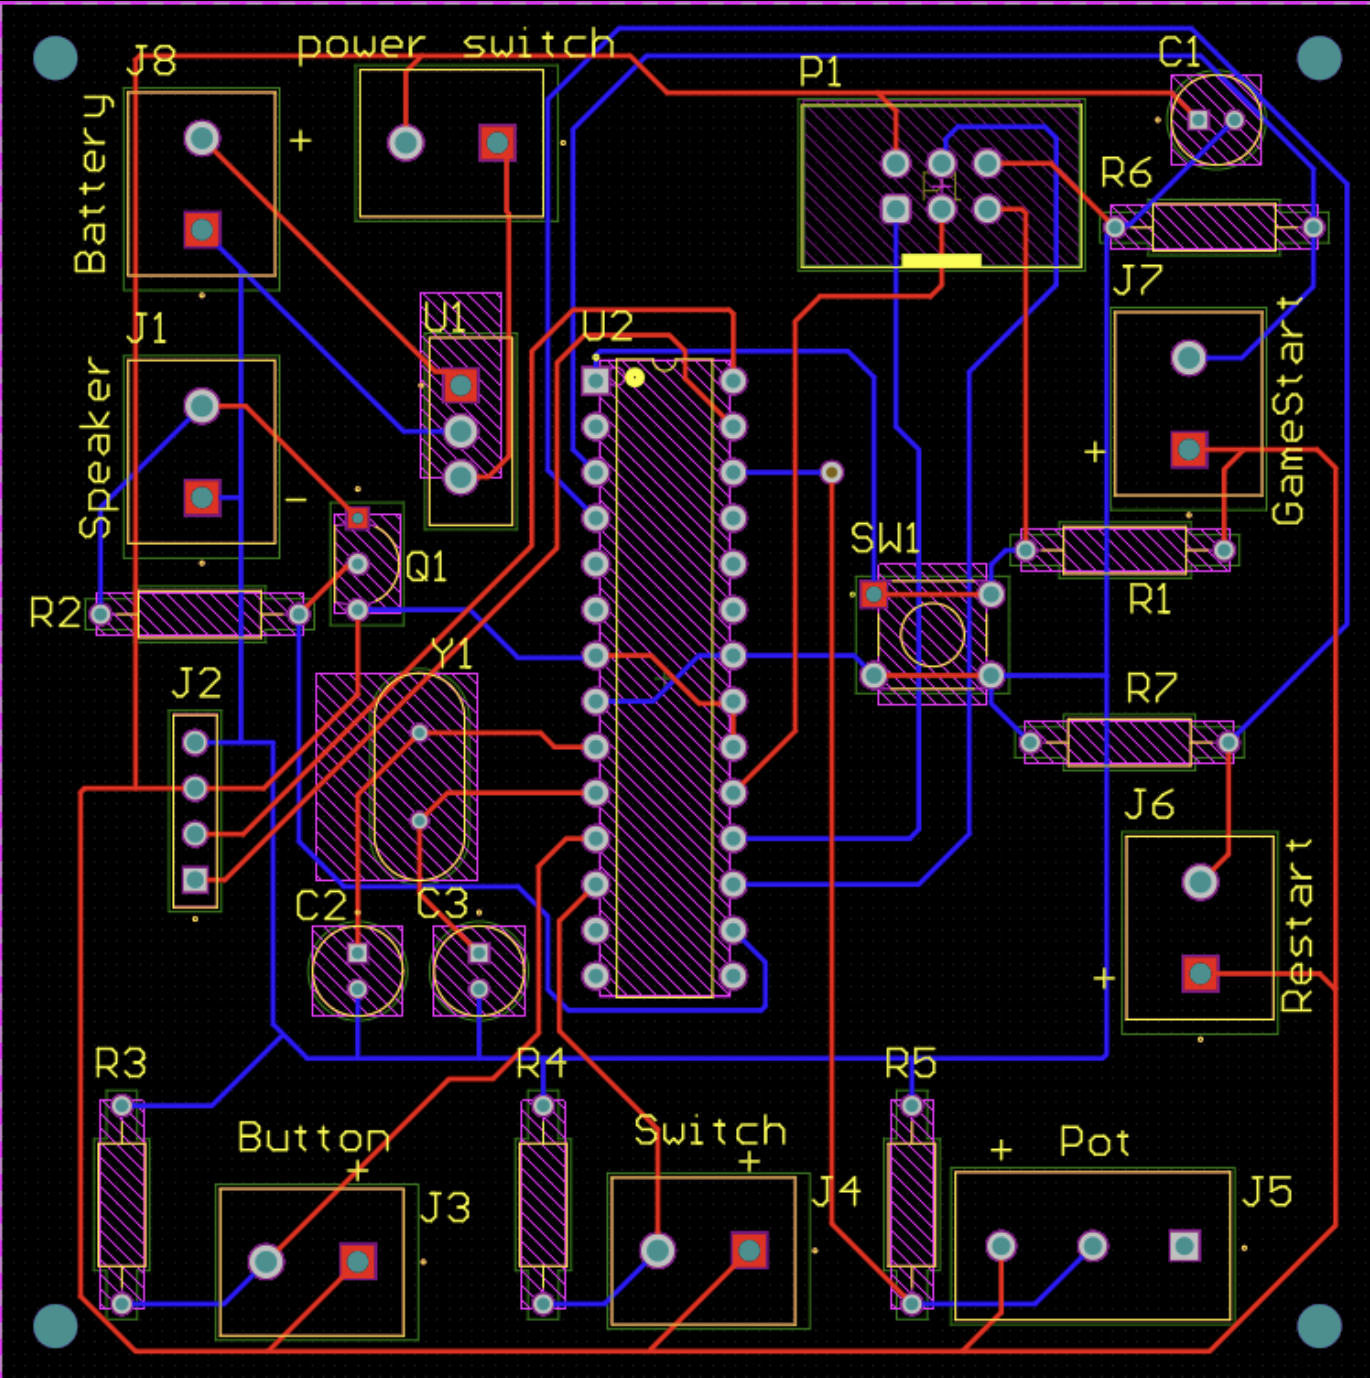 power switch
J8
C1
P1
Battery
+
R6
J7
U1
U2
J1
GameStart
Speaker
+
-
SW1
Q1
R2
R1
Y1
J2
R7
J6
C2
C3
Restart
+
R3
R4
R5
Button
+
Switch
+
Pot
+
J3
J4
J5